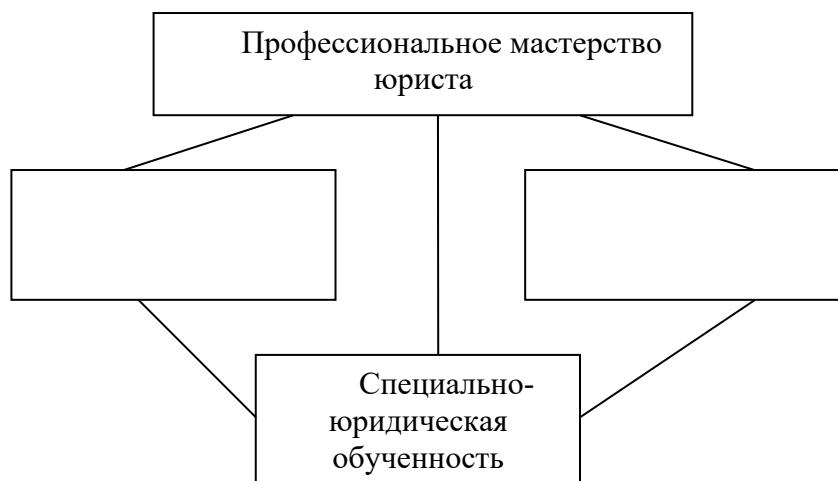 Профессиональное мастерство
юриста
Специально-
юридическая
обученность